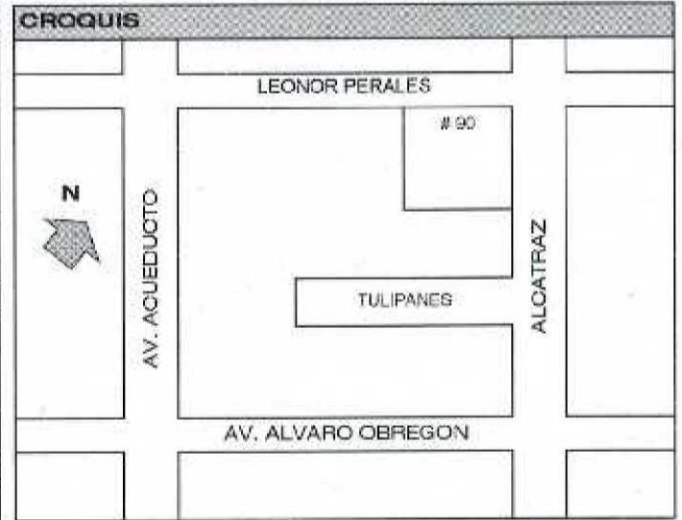 CROQUIS
LEONOR PERALES
# 90
N
AV. ACUEDUCTO
TULIPANES
ALCATRAZ
AV. ALVARO OBREGON